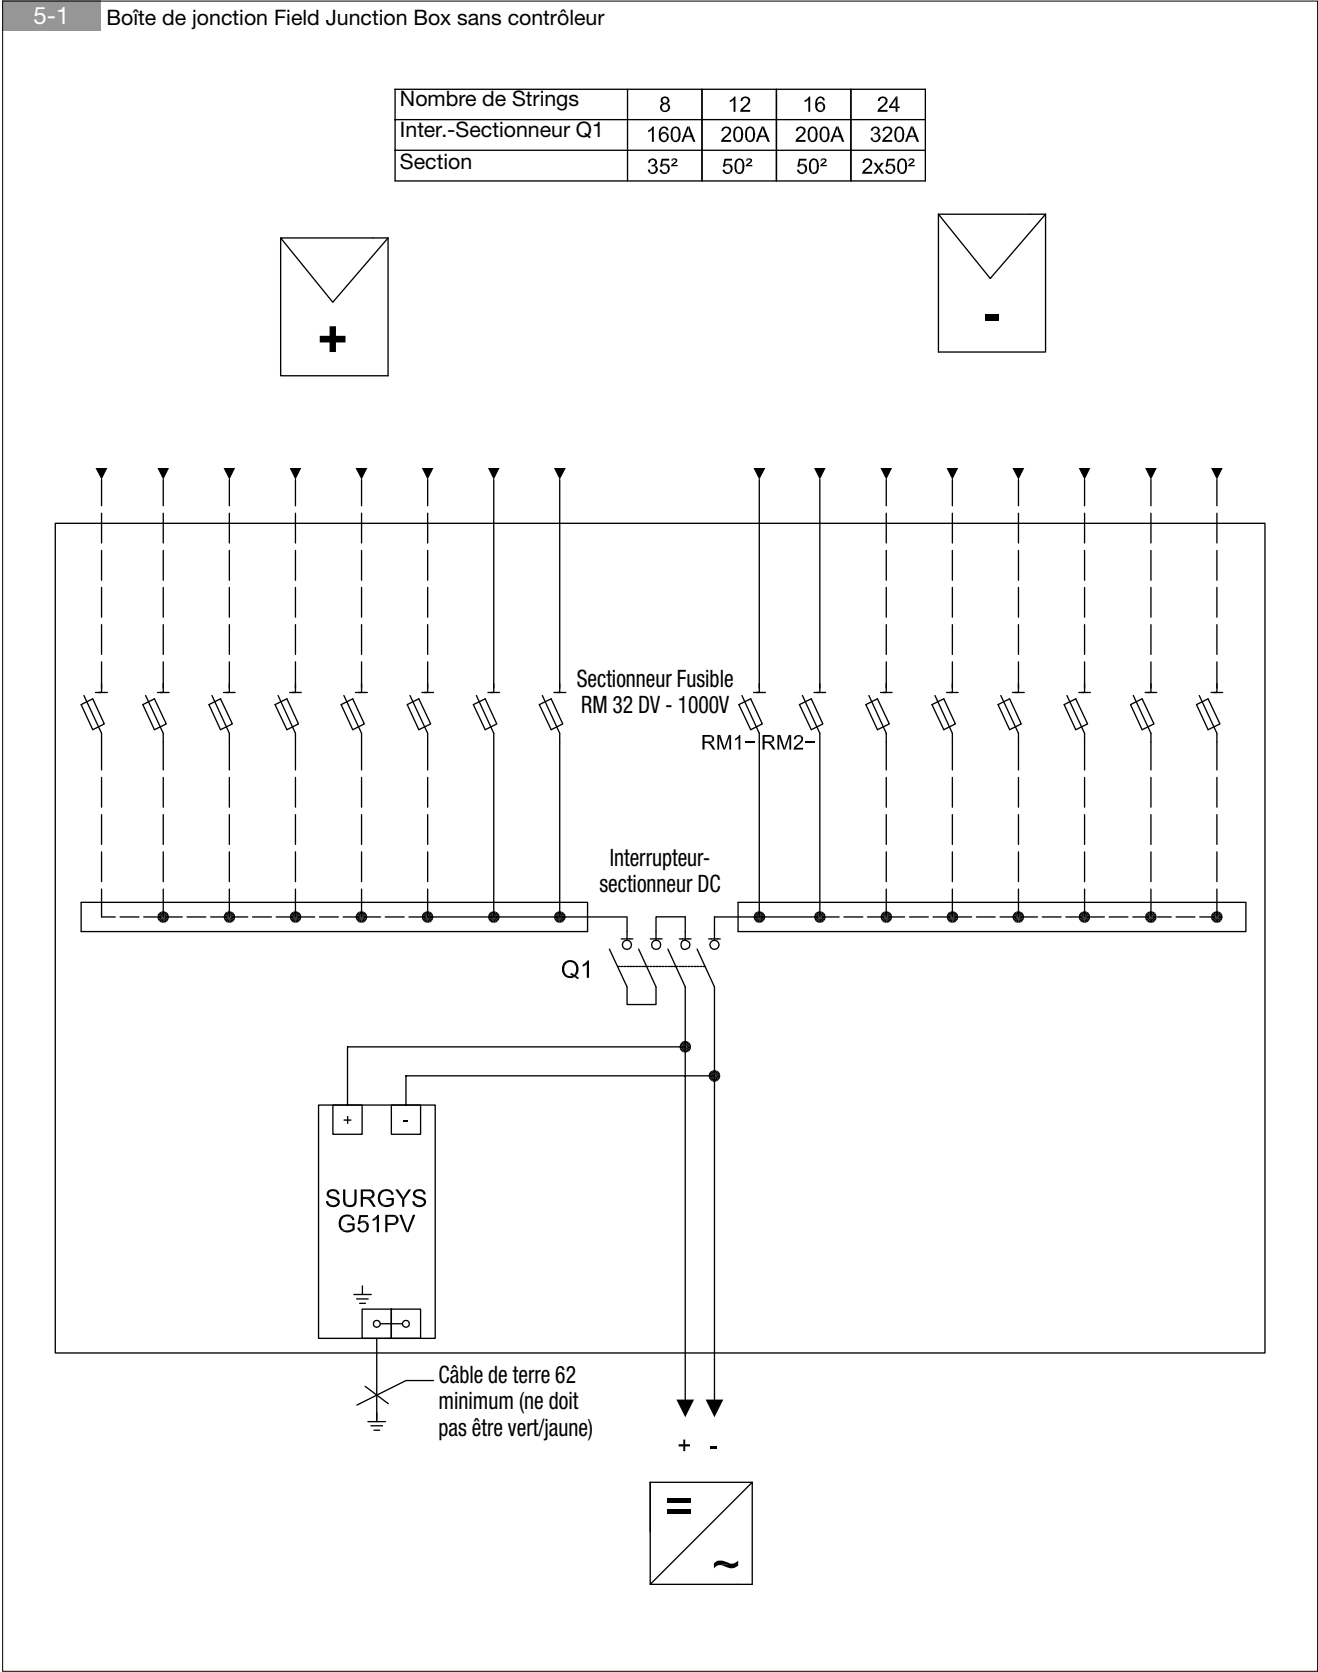 5-1 Boîte de jonction Field Junction Box sans contrôleur
Nombre de Strings 8 12 16 24
Inter.-Sectionneur Q1 160A 200A 200A 320A
Section 35² 50² 50² 2x50²
+
-
Sectionneur Fusible
RM 32 DV - 1000V
RM1- RM2-
Interrupteur-
sectionneur DC
Q1
+ -
SURGYS
G51PV
Câble de terre 62
minimum (ne doit
pas être vert/jaune)
+ -
=
~